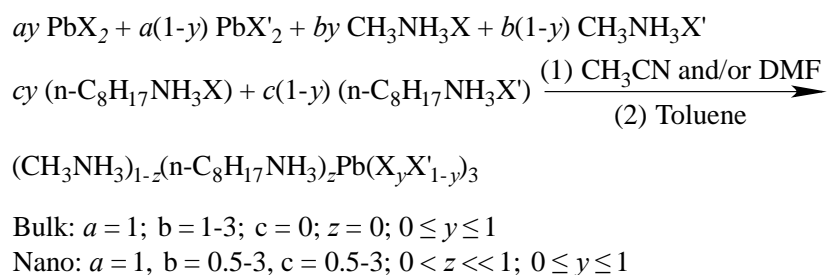 ay PbX₂ + a(1-y) PbX'₂ + by CH₃NH₃X + b(1-y) CH₃NH₃X'
cy (n-C₈H₁₇NH₃X) + c(1-y) (n-C₈H₁₇NH₃X') (1) CH₃CN and/or DMF
(2) Toluene
(CH₃NH₃)₁₋z(n-C₈H₁₇NH₃)zPb(XyX'₁₋y)₃
Bulk: a = 1; b = 1-3; c = 0; z = 0; 0 ≤ y ≤ 1
Nano: a = 1, b = 0.5-3, c = 0.5-3; 0 < z << 1; 0 ≤ y ≤ 1